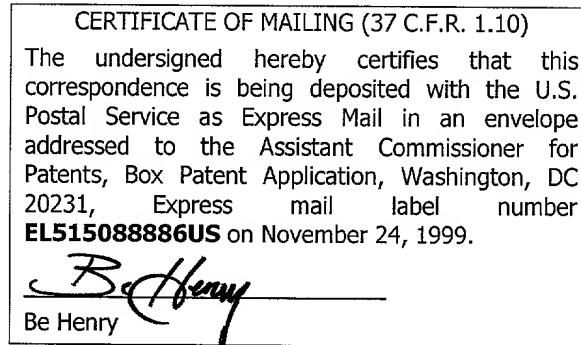 CERTIFICATE OF MAILING (37 C.F.R. 1.10)
The undersigned hereby certifies that this
correspondence is being deposited with the U.S.
Postal Service as Express Mail in an envelope
addressed to the Assistant Commissioner for
Patents, Box Patent Application, Washington, DC
20231, Express mail label number
EL515088886US on November 24, 1999.
Be Henry
Be Henry